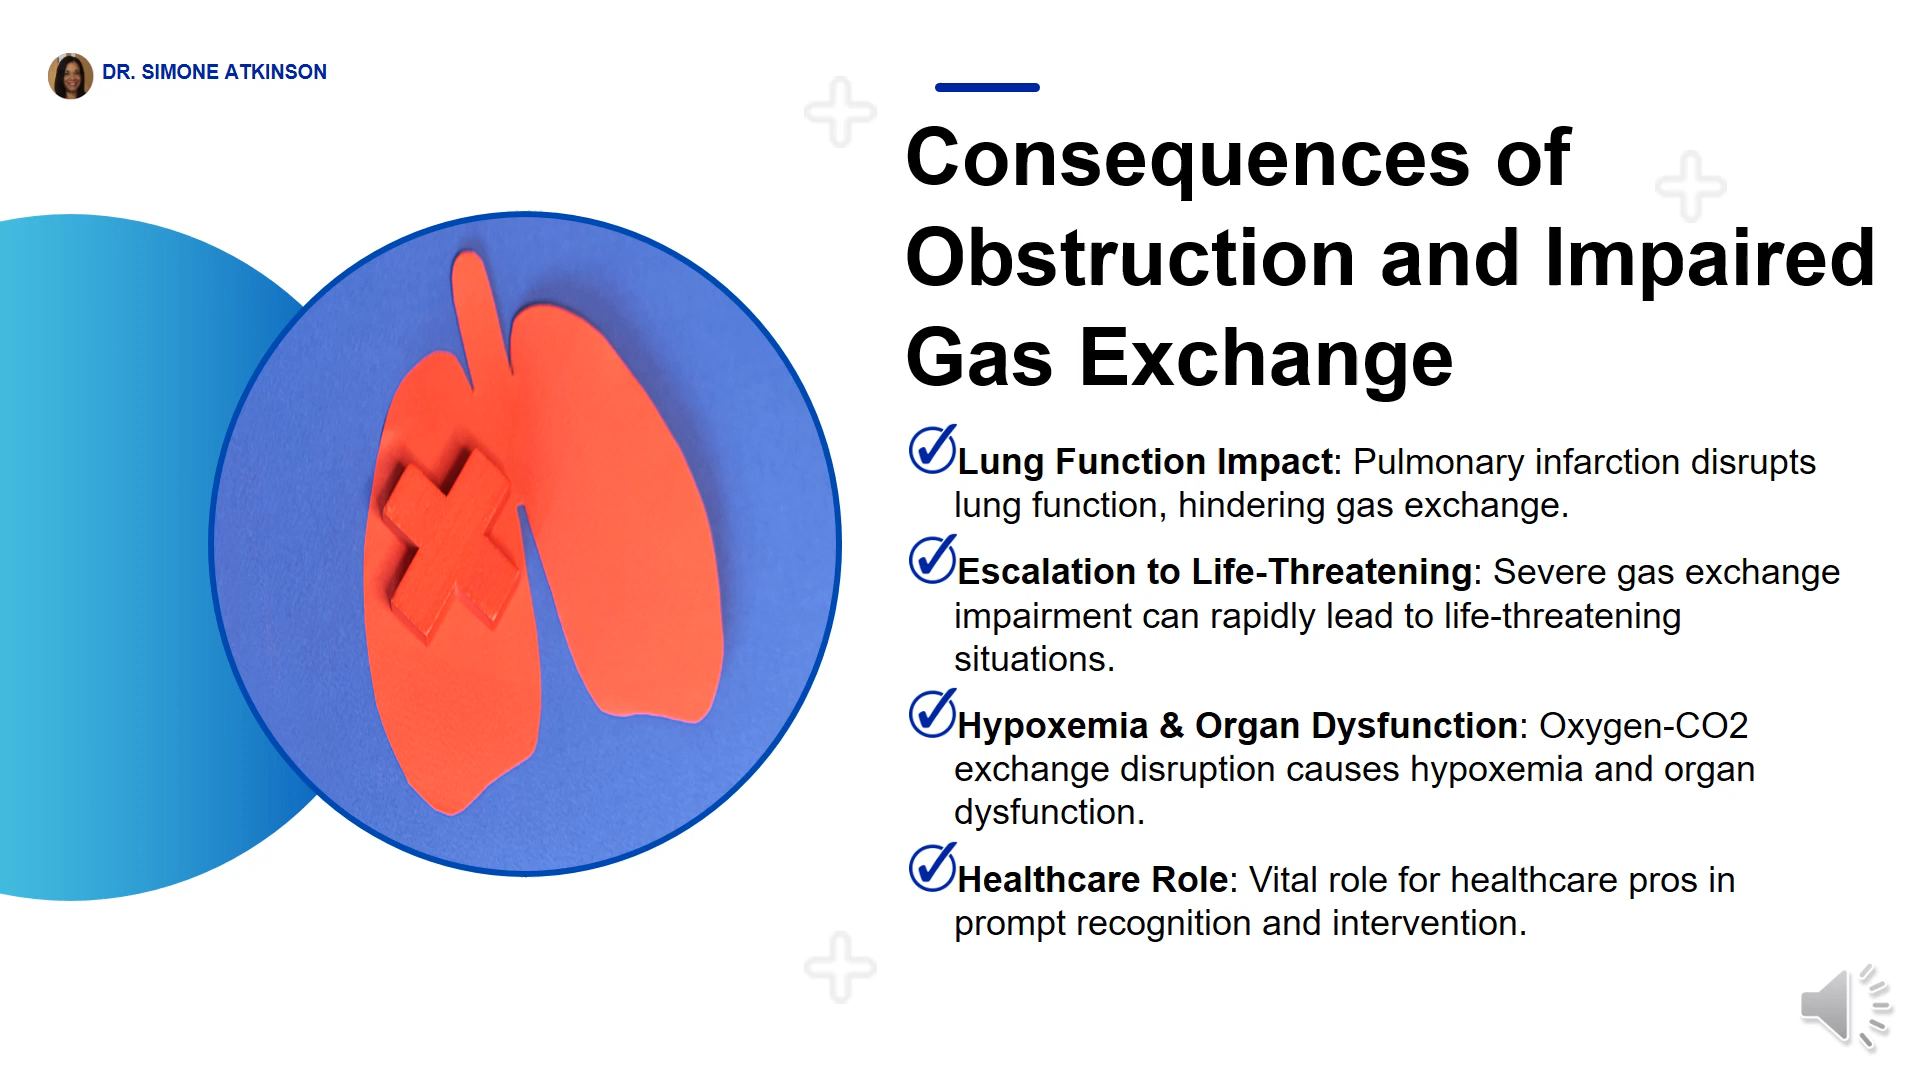 DR. SIMONE ATKINSON
Consequences of
Obstruction and Impaired
Gas Exchange
Lung Function Impact: Pulmonary infarction disrupts
lung function, hindering gas exchange.
Escalation to Life-Threatening: Severe gas exchange
impairment can rapidly lead to life-threatening
situations.
Hypoxemia & Organ Dysfunction: Oxygen-CO2
exchange disruption causes hypoxemia and organ
dysfunction.
Healthcare Role: Vital role for healthcare pros in
prompt recognition and intervention.